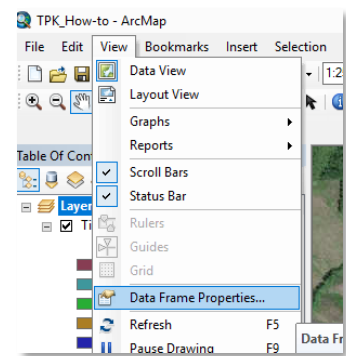 TPK_How-to - ArcMap
File Edit View Bookmarks Insert Selection
Data View
1:2
Layout View
Graphs
Reports
Table Of Con
Scroll Bars
Status Bar
Layer
Ti
Rulers
Guides
Grid
Data Frame Properties...
Refresh F5
Data Fr
Pause Drawing F9